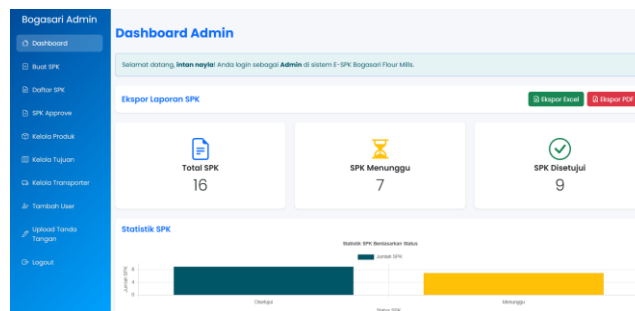 Bogasari Admin
Dashboard
Buat SPK
Daftar SPK
SPK Approve
Kelola Produk
Kelola Tujuan
Kelola Transporter
Tambah User
Upload Tanda
Tangan
Logout
Dashboard Admin
Selamat datang, intan nayla! Anda login sebagai Admin di sistem E-SPK Bogasari Flour Mills.
Ekspor Laporan SPK
Ekspor Excel
Ekspor PDF
Total SPK
16
SPK Menunggu
7
SPK Disetujui
9
Statistik SPK
Statistik SPK Berdasarkan Status
Jumlah SPK
Jumlah SPK
8
4
0
Disetujui
Menunggu
Status SPK